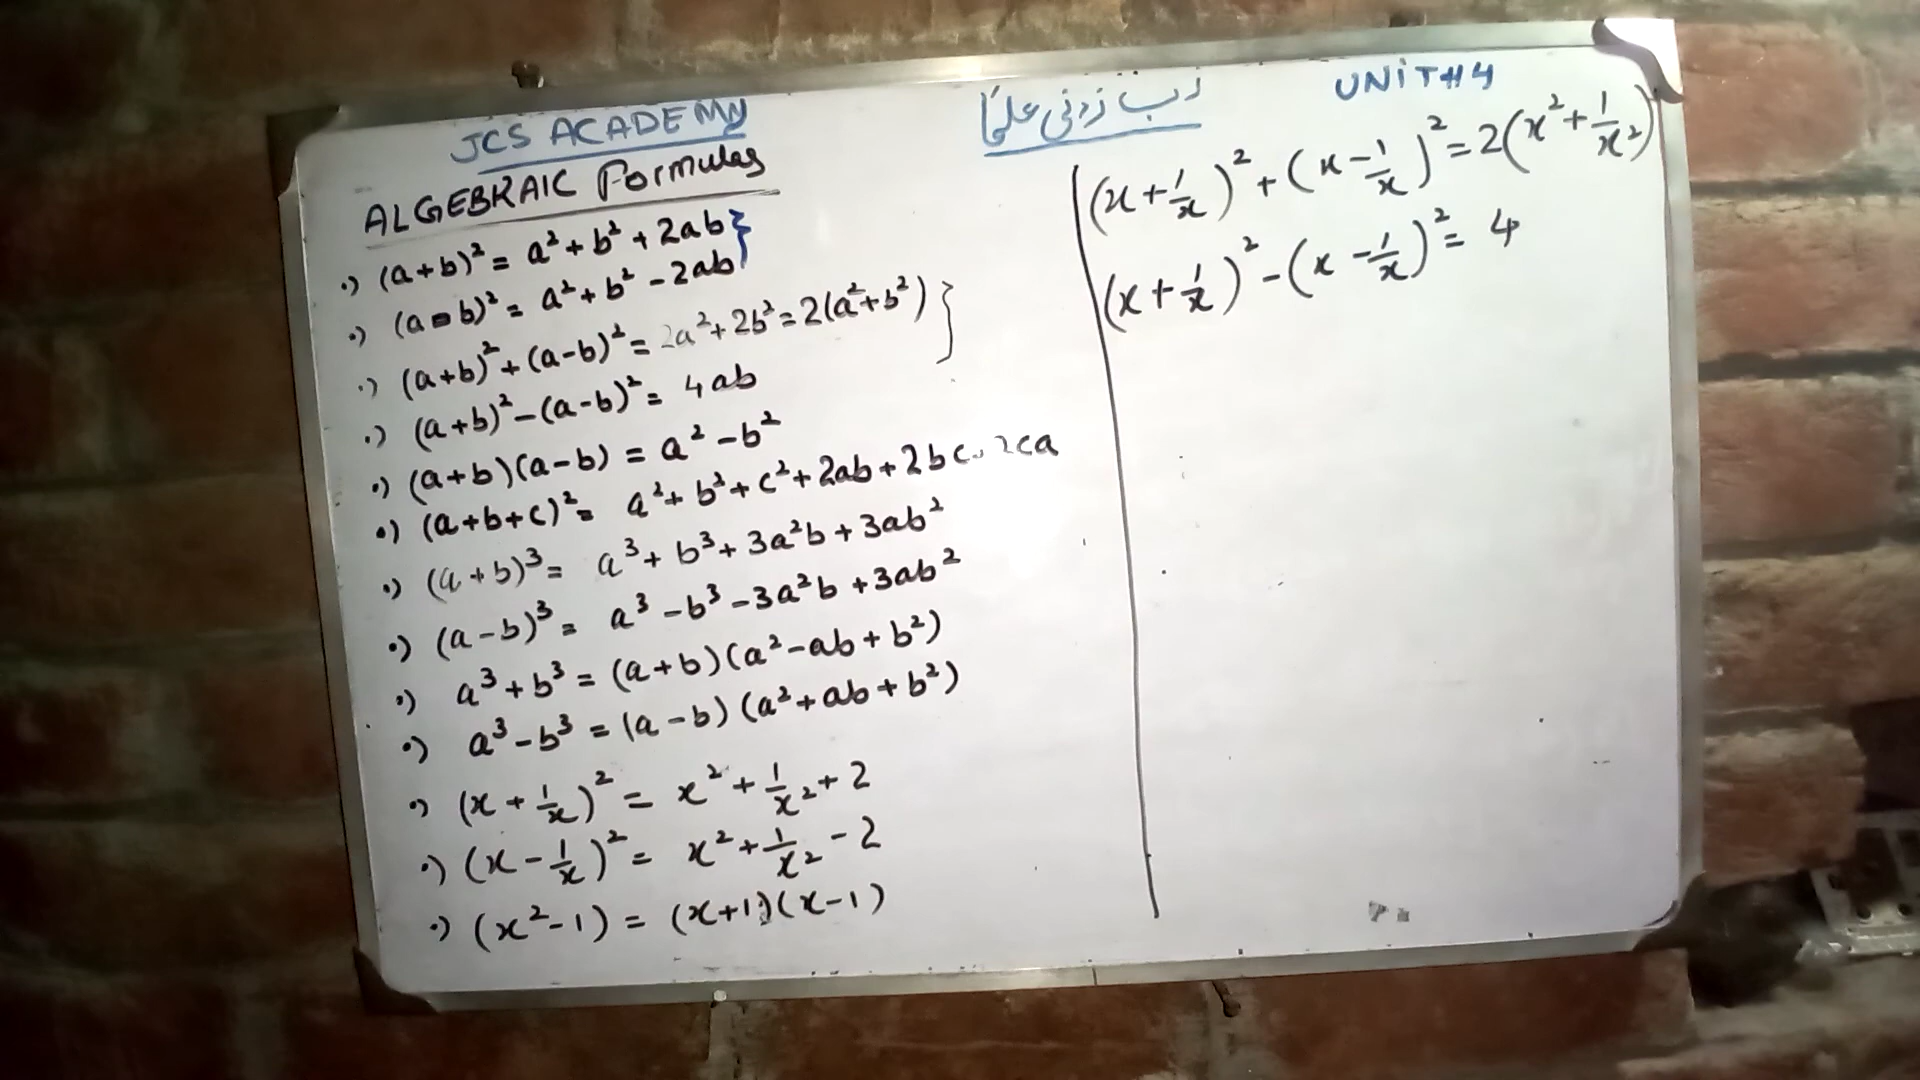 JCS ACADEMY
رب زدنی علمًا
UNIT#4
ALGEBRAIC Formulas
•) (a+b)² = a² + b² + 2ab }
•) (a-b)² = a² + b² - 2ab
•) (a+b)² + (a-b)² = 2a² + 2b² = 2(a²+b²) }
•) (a+b)² - (a-b)² = 4ab
•) (a+b)(a-b) = a² - b²
•) (a+b+c)² = a² + b² + c² + 2ab + 2bc + 2ca
•) (a+b)³ = a³ + b³ + 3a²b + 3ab²
•) (a-b)³ = a³ - b³ - 3a²b + 3ab²
•) a³ + b³ = (a+b)(a² - ab + b²)
•) a³ - b³ = (a-b)(a² + ab + b²)
•) (x + 1/x)² = x² + 1/x² + 2
•) (x - 1/x)² = x² + 1/x² - 2
•) (x² - 1) = (x+1)(x-1)
(x + 1/x)² + (x - 1/x)² = 2(x² + 1/x²)
(x + 1/x)² - (x - 1/x)² = 4